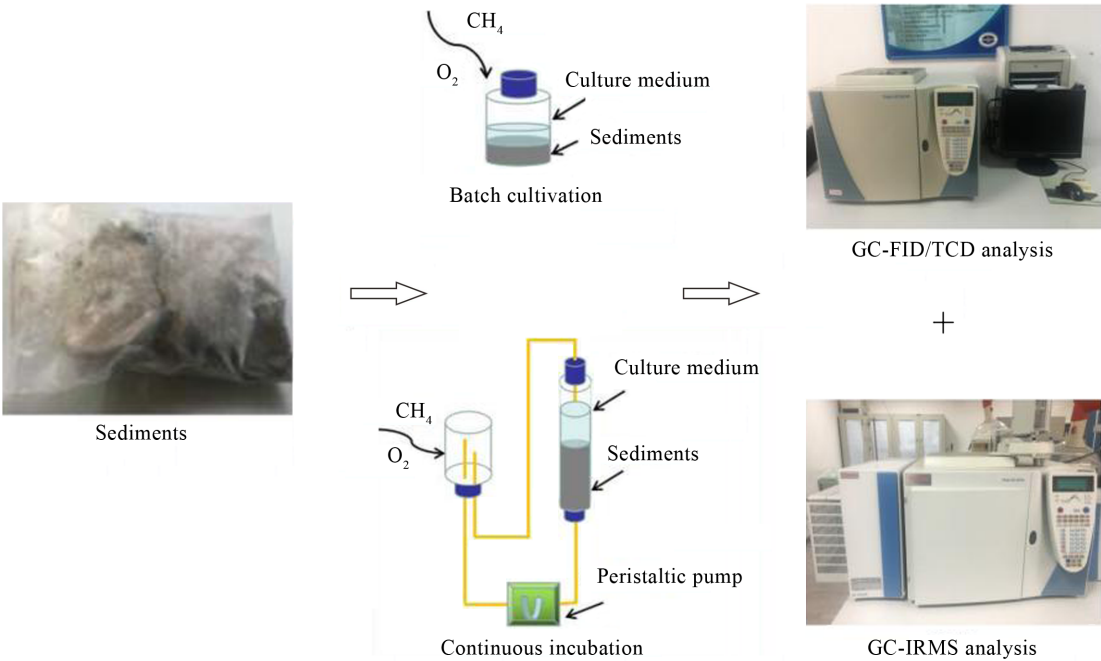 CH₄
O₂
Culture medium
Sediments
Batch cultivation
Sediments
CH₄
O₂
Culture medium
Sediments
Peristaltic pump
Continuous incubation
GC-FID/TCD analysis
+
GC-IRMS analysis